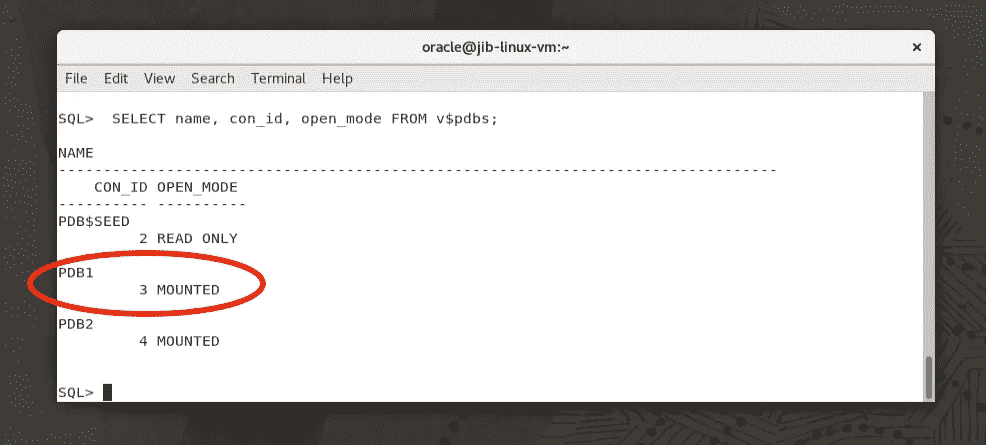 oracle@jib-linux-vm:~ ×
File Edit View Search Terminal Help
SQL>  SELECT name, con_id, open_mode FROM v$pdbs;
NAME
--------------------------------------------------------------------------------
    CON_ID OPEN_MODE
---------- ----------
PDB$SEED
         2 READ ONLY
PDB1
         3 MOUNTED
PDB2
         4 MOUNTED
SQL>